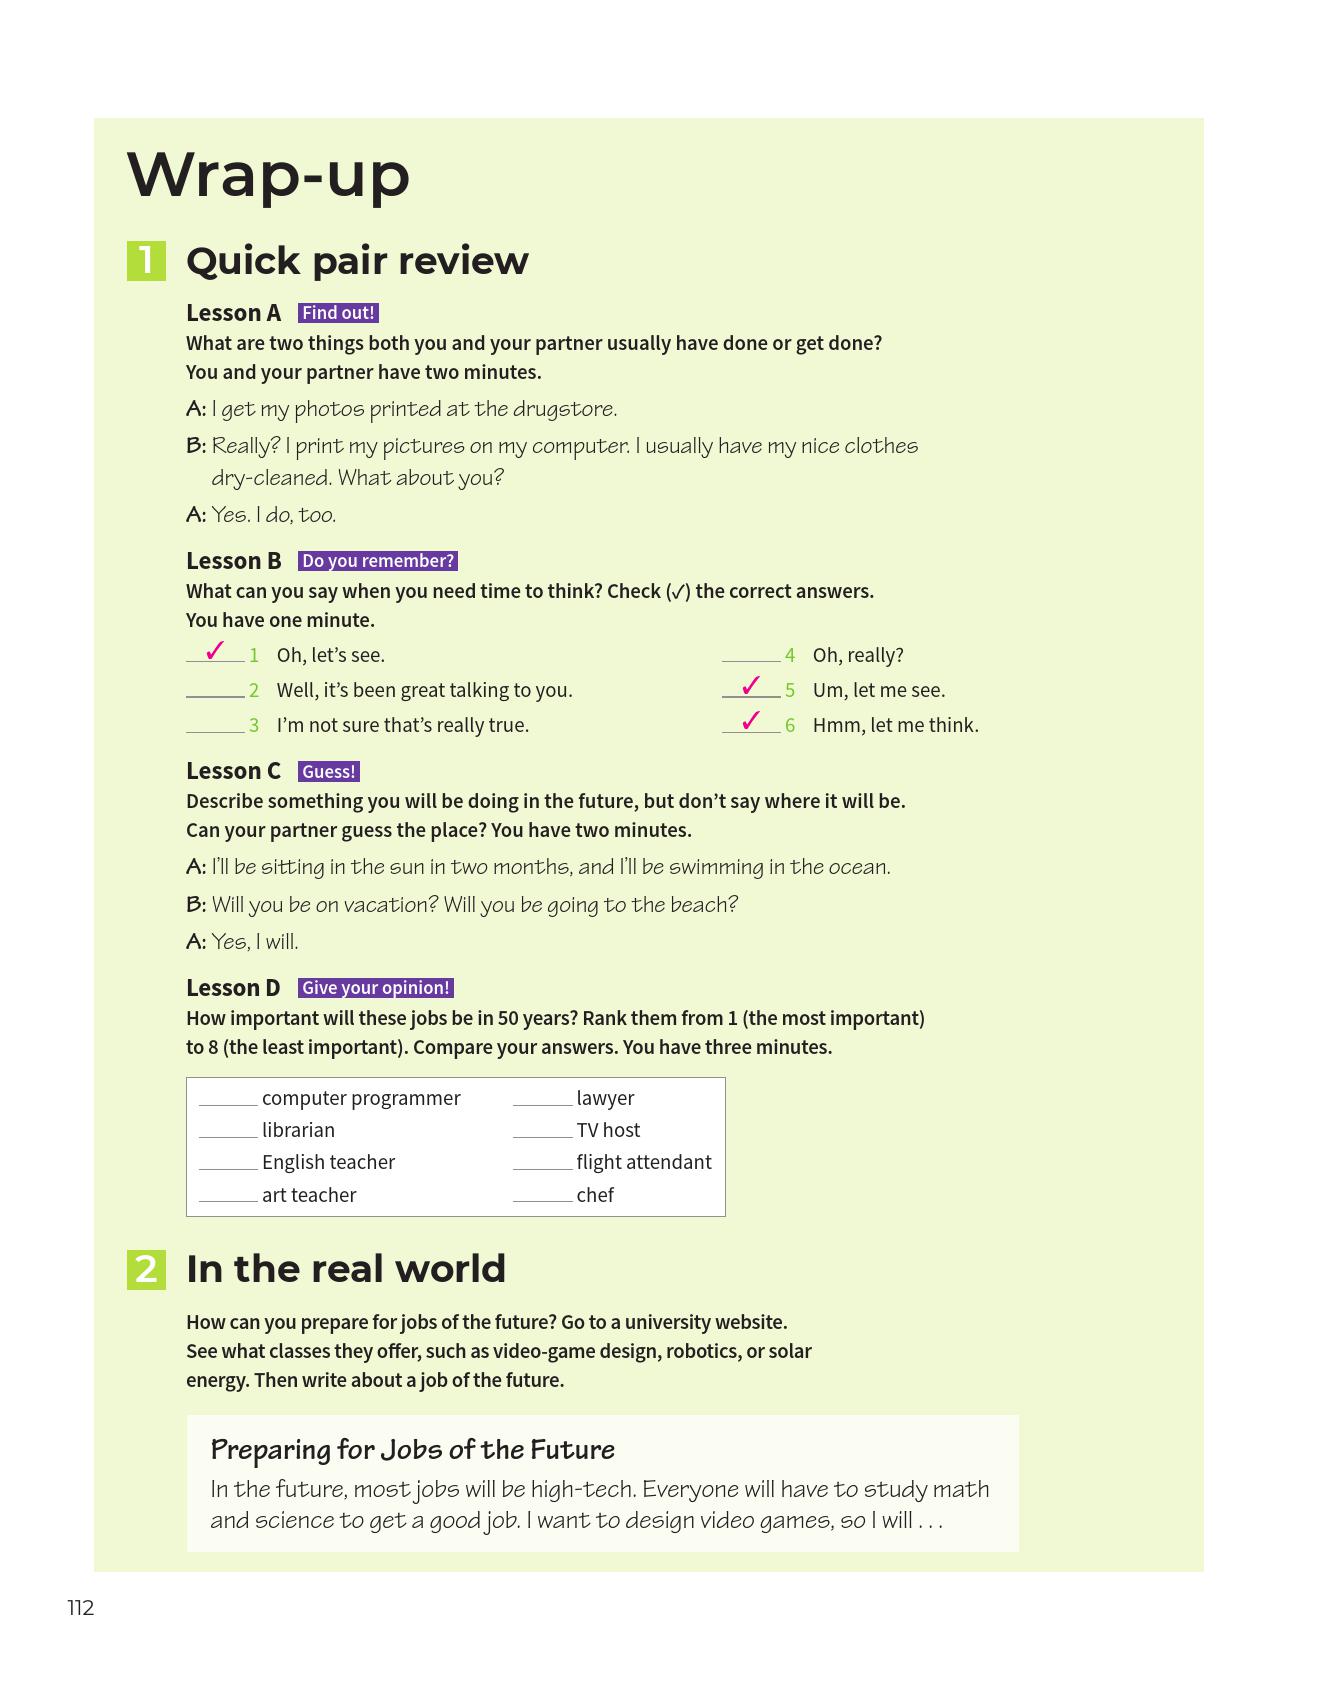 Wrap-up
1 Quick pair review
Lesson A Find out!
What are two things both you and your partner usually have done or get done?
You and your partner have two minutes.
A: I get my photos printed at the drugstore.
B: Really? I print my pictures on my computer. I usually have my nice clothes
dry-cleaned. What about you?
A: Yes. I do, too.
Lesson B Do you remember?
What can you say when you need time to think? Check (✓) the correct answers.
You have one minute.
✓ 1 Oh, let’s see.
2 Well, it’s been great talking to you.
3 I’m not sure that’s really true.
4 Oh, really?
✓ 5 Um, let me see.
✓ 6 Hmm, let me think.
Lesson C Guess!
Describe something you will be doing in the future, but don’t say where it will be.
Can your partner guess the place? You have two minutes.
A: I’ll be sitting in the sun in two months, and I’ll be swimming in the ocean.
B: Will you be on vacation? Will you be going to the beach?
A: Yes, I will.
Lesson D Give your opinion!
How important will these jobs be in 50 years? Rank them from 1 (the most important)
to 8 (the least important). Compare your answers. You have three minutes.
computer programmer
librarian
English teacher
art teacher
lawyer
TV host
flight attendant
chef
2 In the real world
How can you prepare for jobs of the future? Go to a university website.
See what classes they offer, such as video-game design, robotics, or solar
energy. Then write about a job of the future.
Preparing for Jobs of the Future
In the future, most jobs will be high-tech. Everyone will have to study math
and science to get a good job. I want to design video games, so I will . . .
112